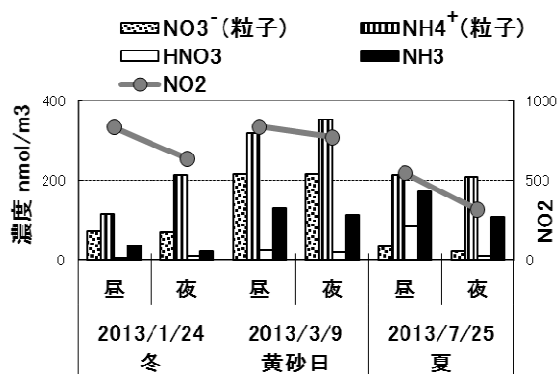 NO3⁻(粒子) NH4⁺(粒子)
HNO3 NH3
NO2
濃度 nmol/m3
400
200
0
1000
500
0
NO2
昼 夜 昼 夜 昼 夜
2013/1/24 2013/3/9 2013/7/25
冬 黄砂日 夏